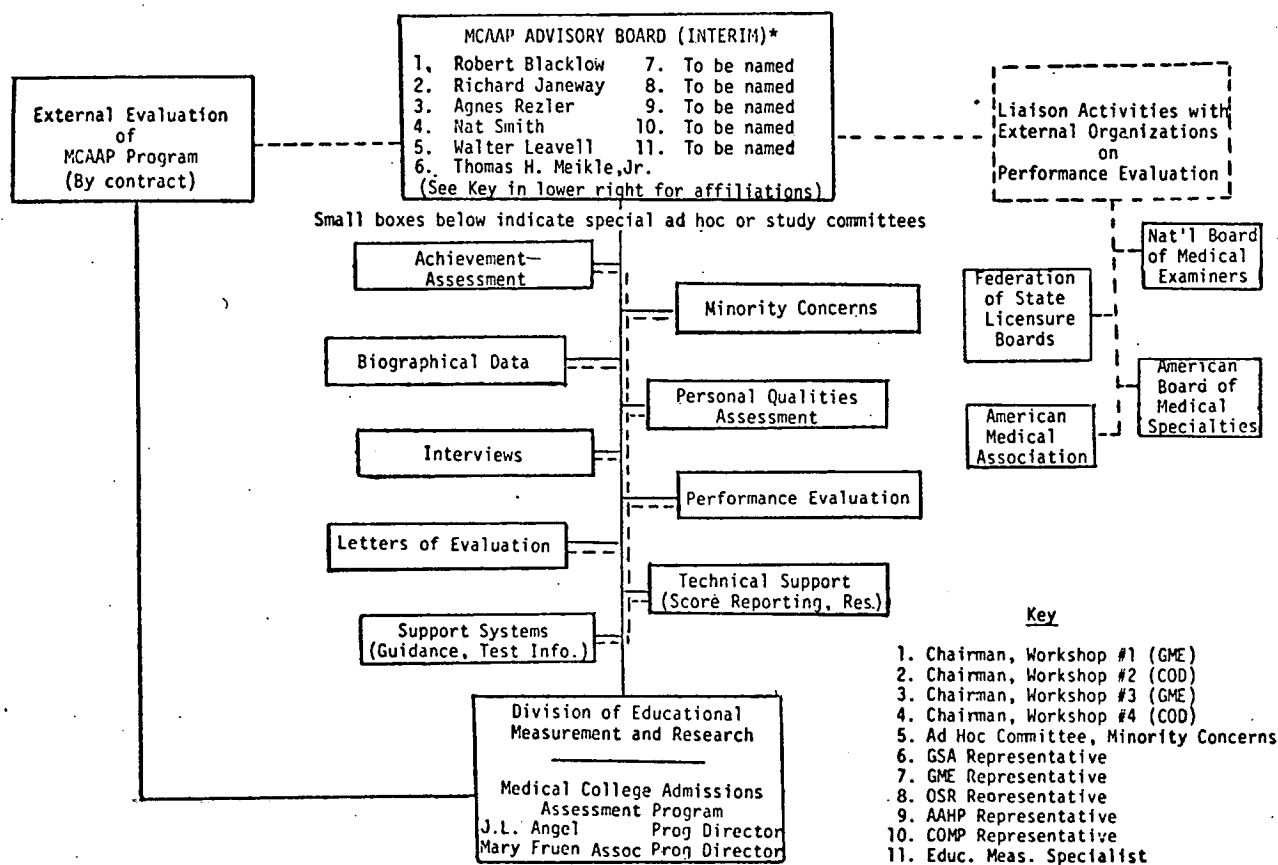 MCAAP ADVISORY BOARD (INTERIM)*
1, Robert Blacklow 7. To be named
2. Richard Janeway 8. To be named
3. Agnes Rezler 9. To be named
4. Nat Smith 10. To be named
5. Walter Leavell 11. To be named
6.. Thomas H. Meikle,Jr.
(See Key in lower right for affiliations)
External Evaluation
of
MCAAP Program
(By contract)
Liaison Activities with
External Organizations
on
Performance Evaluation
Small boxes below indicate special ad hoc or study committees
Achievement—
Assessment
Minority Concerns
Biographical Data
Personal Qualities
Assessment
Interviews
Performance Evaluation
Letters of Evaluation
Technical Support
(Score Reporting, Res.)
Support Systems
(Guidance, Test Info.)
Nat'l Board
of Medical
Examiners
Federation
of State
Licensure
Boards
American
Board of
Medical
Specialties
American
Medical
Association
Division of Educational
Measurement and Research
Medical College Admissions
Assessment Program
J.L. Angel Prog Director
Mary Fruen Assoc Prog Director
Key
1. Chairman, Workshop #1 (GME)
2. Chairman, Workshop #2 (COD)
3. Chairman, Workshop #3 (GME)
4. Chairman, Workshop #4 (COD)
5. Ad Hoc Committee, Minority Concerns
6. GSA Representative
7. GME Representative
8. OSR Representative
9. AAHP Representative
10. COMP Representative
11. Educ. Meas. Specialist